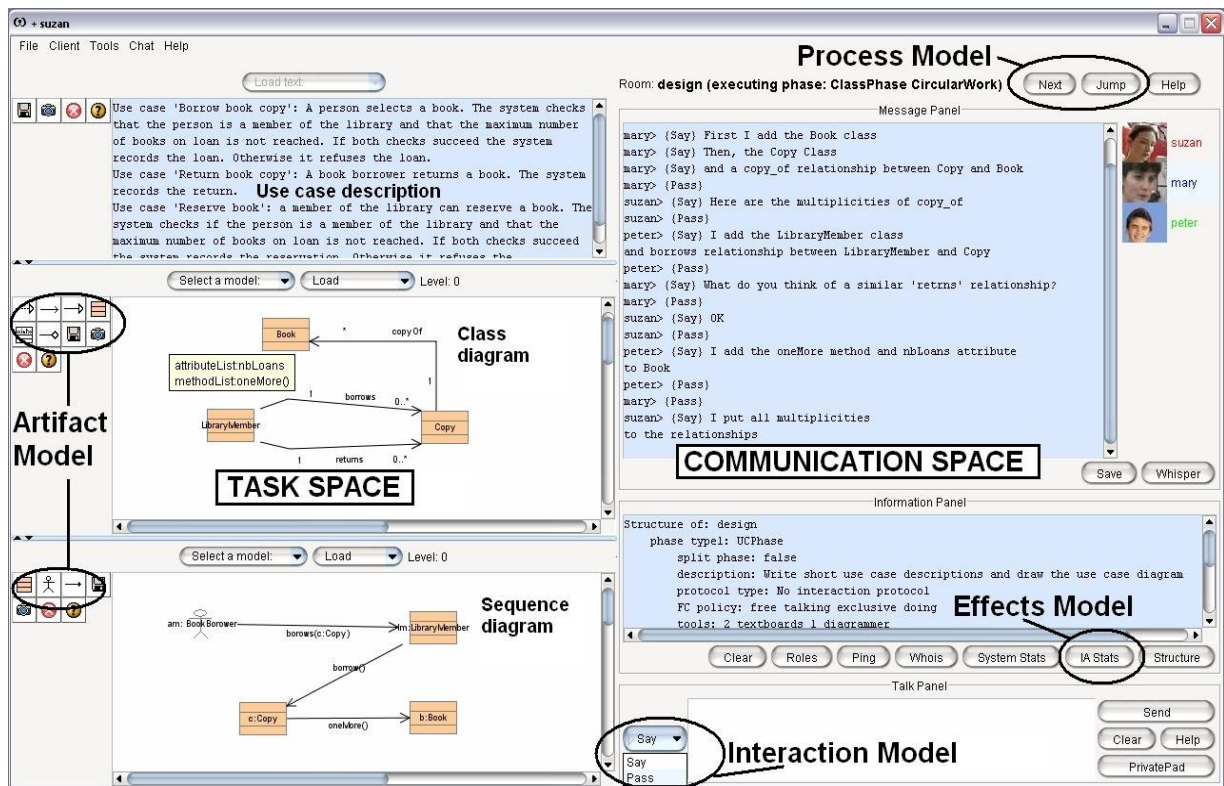 + suzan
File Client Tools Chat Help
Load text:
Process Model
Room: design (executing phase: ClassPhase CircularWork)
Next
Jump
Help
Use case 'Borrow book copy': A person selects a book. The system checks
that the person is a member of the library and that the maximum number
of books on loan is not reached. If both checks succeed the system
records the loan. Otherwise it refuses the loan.
Use case 'Return book copy': A book borrower returns a book. The system
records the return.
Use case description
Use case 'Reserve book': a member of the library can reserve a book. The
system checks if the person is a member of the library and that the
maximum number of books on loan is not reached. If both checks succeed
the system records the reservation. Otherwise it refuses the
Select a model:
Load
Level: 0
Artifact
Model
Book
*
copyOf
1
Class
diagram
attributeList:nbLoans
methodList:oneMore()
LibraryMember
1
borrows
0..*
Copy
1
returns
0..*
TASK SPACE
Select a model:
Load
Level: 0
Sequence
diagram
am: BookBorower
borows(c:Copy)
lm:LibraryMember
borrow()
c:Copy
oneMore()
b:Book
Message Panel
mary> {Say} First I add the Book class
mary> {Say} Then, the Copy Class
mary> {Say} and a copy_of relationship between Copy and Book
mary> {Pass}
suzan> {Say} Here are the multiplicities of copy_of
suzan> {Pass}
peter> {Say} I add the LibraryMember class
and borrows relationship between LibraryMember and Copy
peter> {Pass}
mary> {Say} What do you think of a similar 'retrns' relationship?
mary> {Pass}
suzan> {Say} OK
suzan> {Pass}
peter> {Say} I add the oneMore method and nbLoans attribute
to Book
peter> {Pass}
mary> {Pass}
suzan> {Say} I put all multiplicities
to the relationships
suzan
mary
peter
COMMUNICATION SPACE
Save
Whisper
Information Panel
Structure of: design
phase type1: UCPhase
split phase: false
description: Write short use case descriptions and draw the use case diagram
protocol type: No interaction protocol
FC policy: free talking exclusive doing
tools: 2 textboards 1 diagrammer
Effects Model
Clear
Roles
Ping
Whois
System Stats
IA Stats
Structure
Talk Panel
Say
Say
Pass
Interaction Model
Send
Clear
Help
PrivatePad